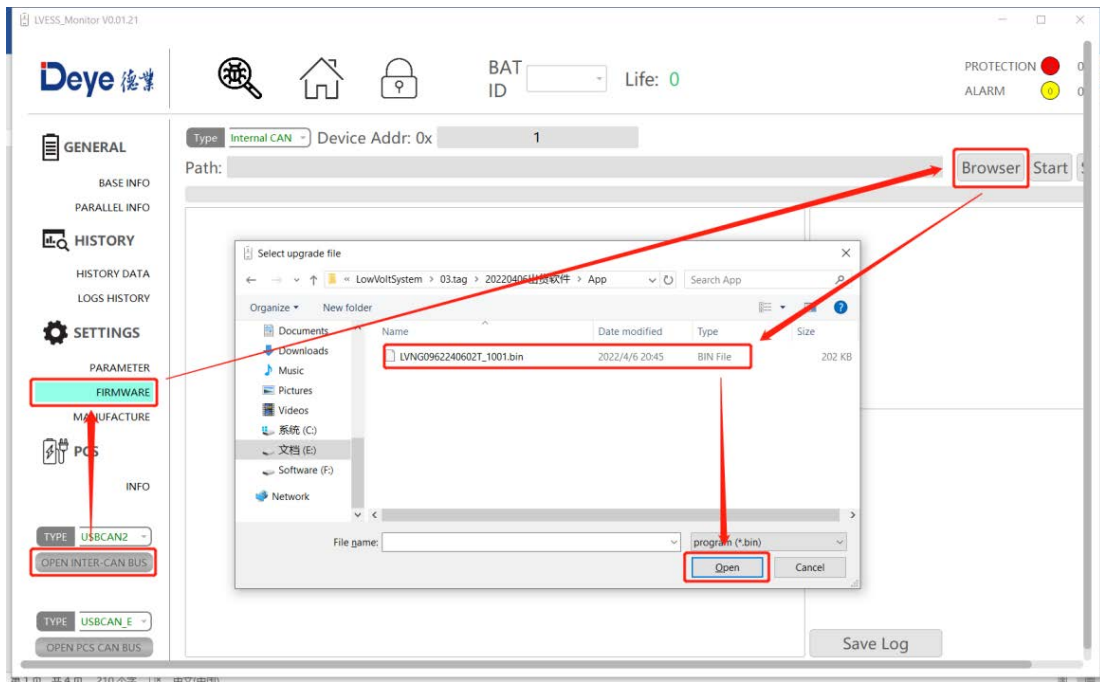 LVESS_Monitor V0.01.21
Deye 德業
BAT ID
Life: 0
PROTECTION 0
ALARM 0 0
GENERAL
BASE INFO
PARALLEL INFO
HISTORY
HISTORY DATA
LOGS HISTORY
SETTINGS
PARAMETER
FIRMWARE
MANUFACTURE
PCS
INFO
TYPE USBCAN2
OPEN INTER-CAN BUS
TYPE USBCAN_E
OPEN PCS CAN BUS
Type Internal CAN Device Addr: 0x 1
Path: Browser Start
Select upgrade file
« LowVoltSystem > 03.tag > 20220406出货软件 > App Search App
Organize New folder
Name Date modified Type Size
LVNG0962240602T_1001.bin 2022/4/6 20:45 BIN File 202 KB
Documents
Downloads
Music
Pictures
Videos
系统 (C:)
文档 (E:)
Software (F:)
Network
File name: program (*.bin)
Open Cancel
Save Log